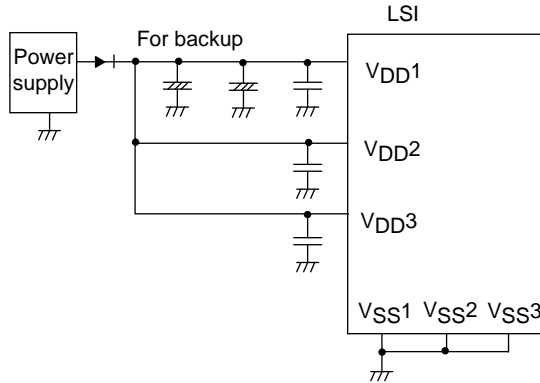 LSI
For backup
Power
supply
VDD1
VDD2
VDD3
VSS1 VSS2 VSS3